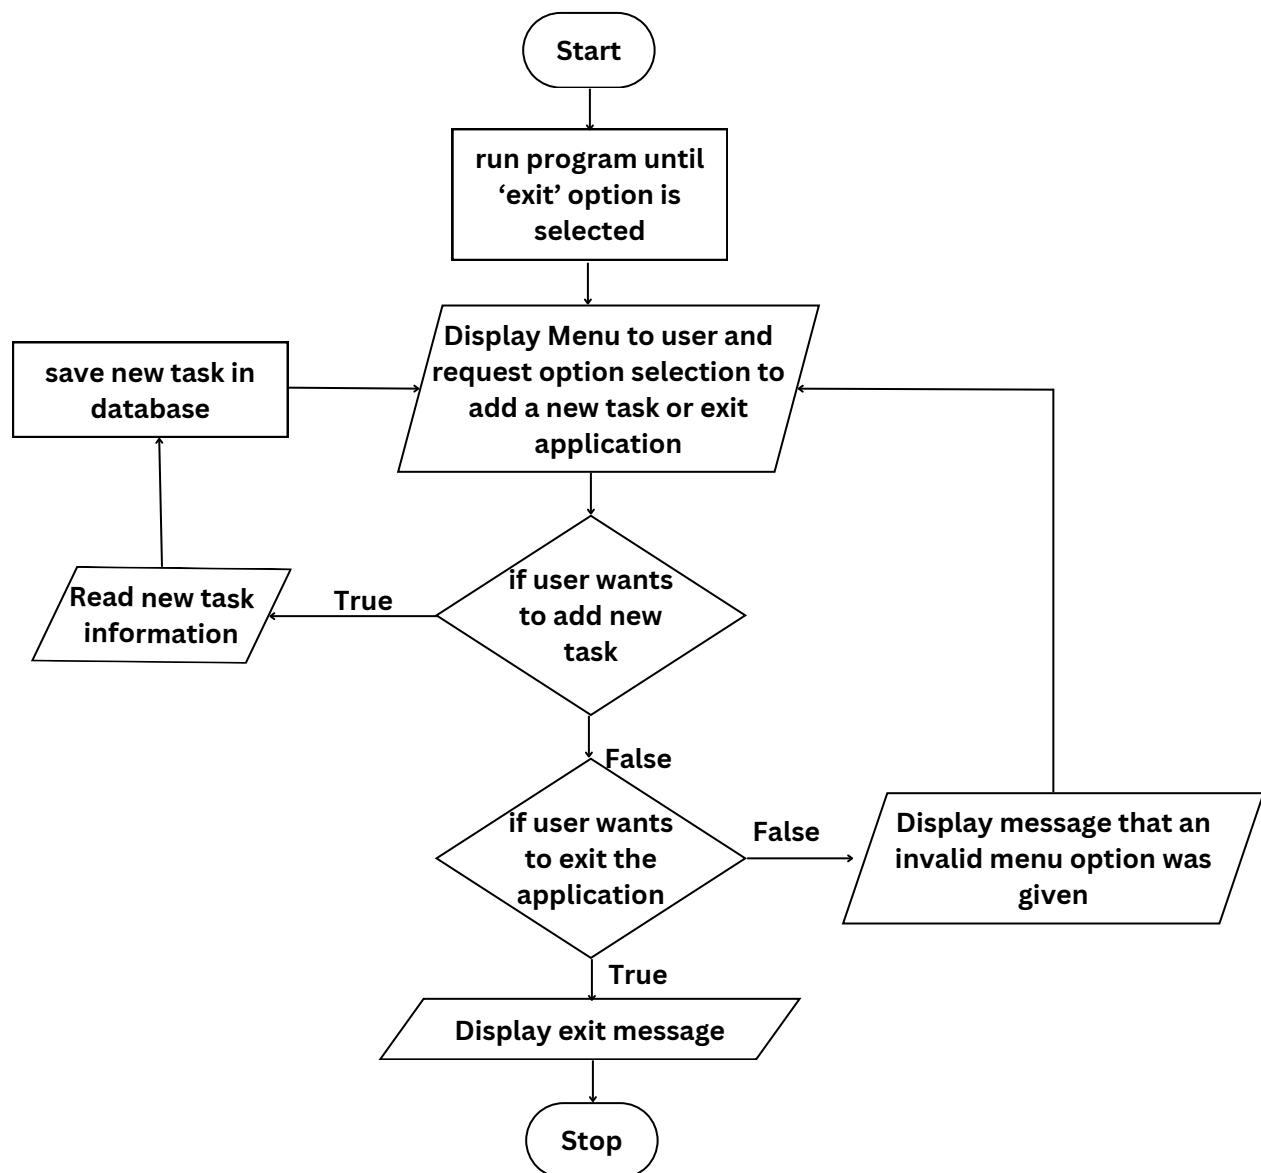 Start
run program until
‘exit’ option is
selected
Display Menu to user and
request option selection to
add a new task or exit
application
save new task in
database
if user wants
to add new
task
True
Read new task
information
False
if user wants
to exit the
application
False
Display message that an
invalid menu option was
given
True
Display exit message
Stop